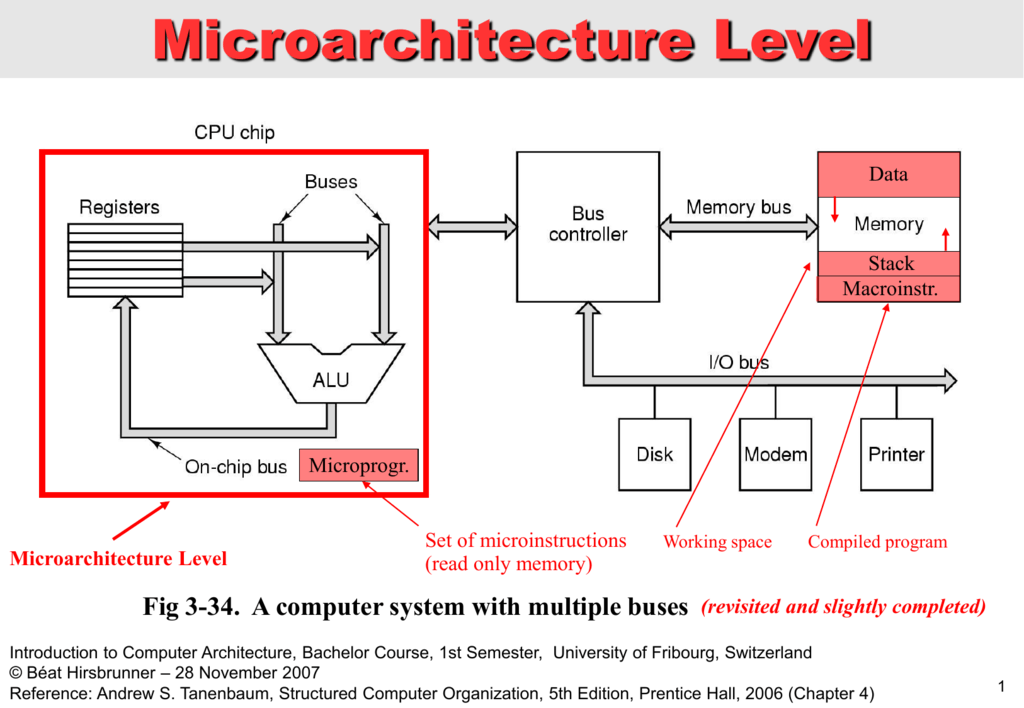 Microarchitecture Level
CPU chip
Buses
Registers
ALU
On-chip bus
Microprogr.
Bus
controller
Memory bus
Data
Memory
Stack
Macroinstr.
I/O bus
Disk
Modem
Printer
Microarchitecture Level
Set of microinstructions
(read only memory)
Working space
Compiled program
Fig 3-34.  A computer system with multiple buses (revisited and slightly completed)
Introduction to Computer Architecture, Bachelor Course, 1st Semester,  University of Fribourg, Switzerland
© Béat Hirsbrunner – 28 November 2007
Reference: Andrew S. Tanenbaum, Structured Computer Organization, 5th Edition, Prentice Hall, 2006 (Chapter 4)
1